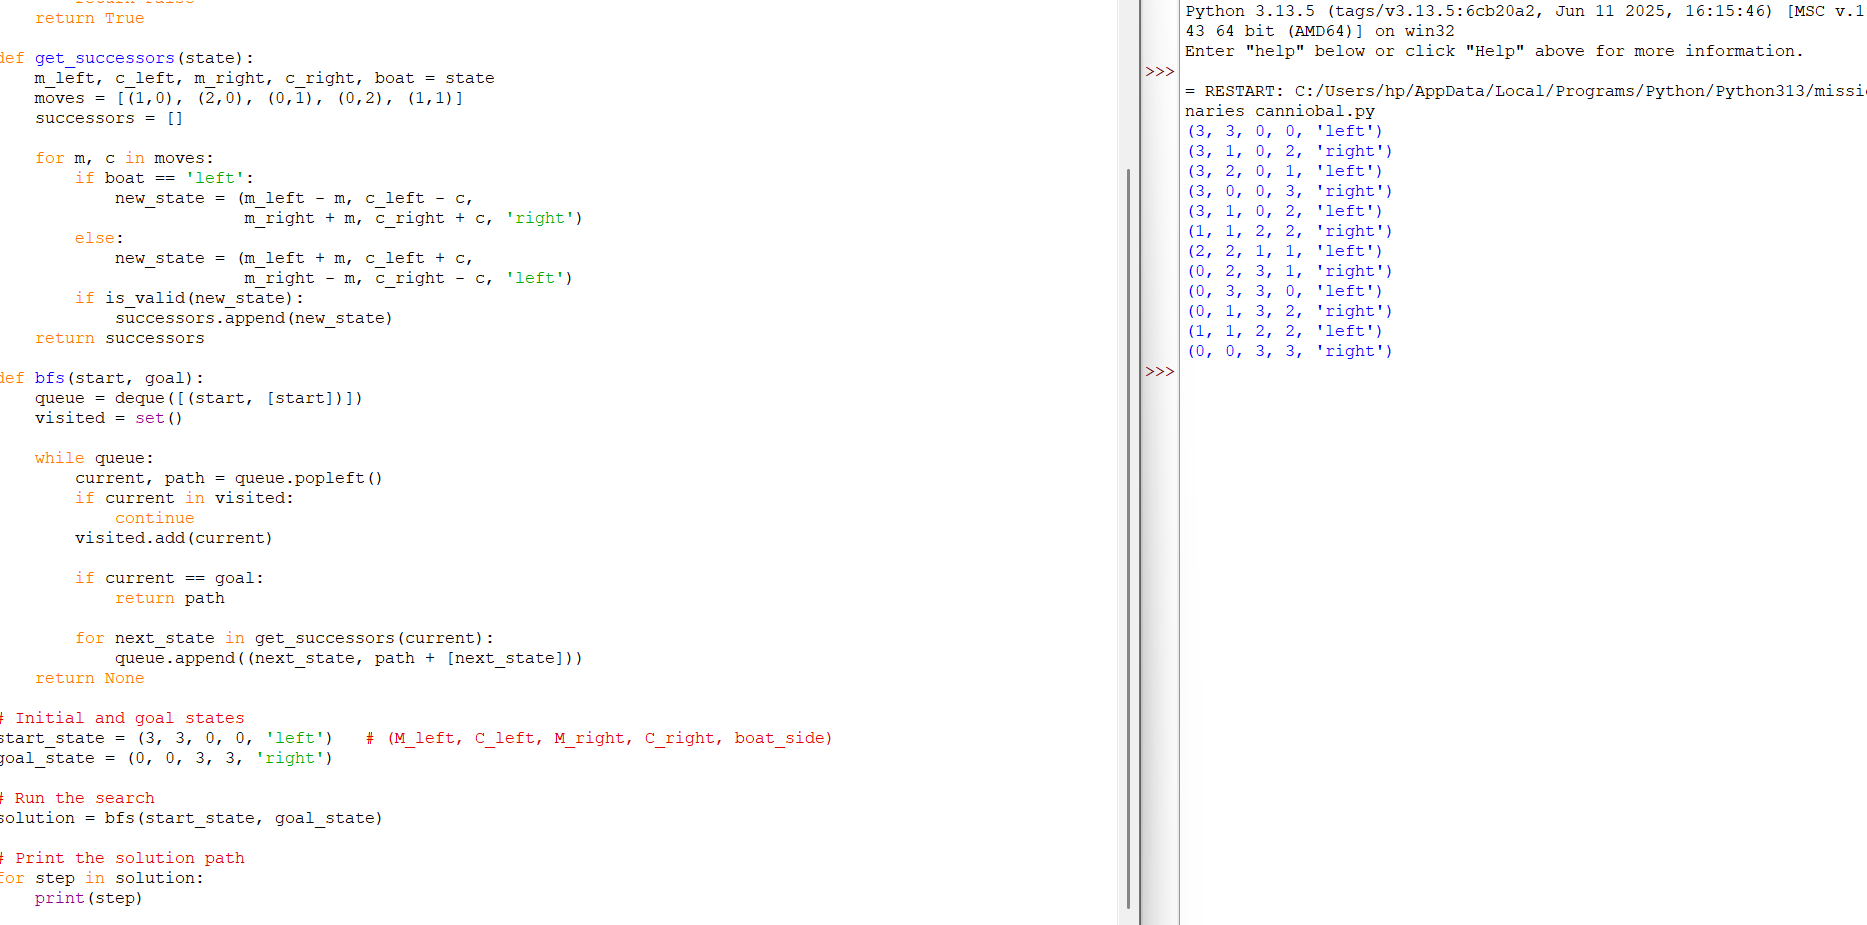 return True
def get_successors(state):
    m_left, c_left, m_right, c_right, boat = state
    moves = [(1,0), (2,0), (0,1), (0,2), (1,1)]
    successors = []
    for m, c in moves:
        if boat == 'left':
            new_state = (m_left - m, c_left - c,
                         m_right + m, c_right + c, 'right')
        else:
            new_state = (m_left + m, c_left + c,
                         m_right - m, c_right - c, 'left')
        if is_valid(new_state):
            successors.append(new_state)
    return successors
def bfs(start, goal):
    queue = deque([(start, [start])])
    visited = set()
    while queue:
        current, path = queue.popleft()
        if current in visited:
            continue
        visited.add(current)
        if current == goal:
            return path
        for next_state in get_successors(current):
            queue.append((next_state, path + [next_state]))
    return None
# Initial and goal states
start_state = (3, 3, 0, 0, 'left')   # (M_left, C_left, M_right, C_right, boat_side)
goal_state = (0, 0, 3, 3, 'right')
# Run the search
solution = bfs(start_state, goal_state)
# Print the solution path
for step in solution:
    print(step)
Python 3.13.5 (tags/v3.13.5:6cb20a2, Jun 11 2025, 16:15:46) [MSC v.1
43 64 bit (AMD64)] on win32
Enter "help" below or click "Help" above for more information.
>>>
= RESTART: C:/Users/hp/AppData/Local/Programs/Python/Python313/missi
naries canniobal.py
(3, 3, 0, 0, 'left')
(3, 1, 0, 2, 'right')
(3, 2, 0, 1, 'left')
(3, 0, 0, 3, 'right')
(3, 1, 0, 2, 'left')
(1, 1, 2, 2, 'right')
(2, 2, 1, 1, 'left')
(0, 2, 3, 1, 'right')
(0, 3, 3, 0, 'left')
(0, 1, 3, 2, 'right')
(1, 1, 2, 2, 'left')
(0, 0, 3, 3, 'right')
>>>